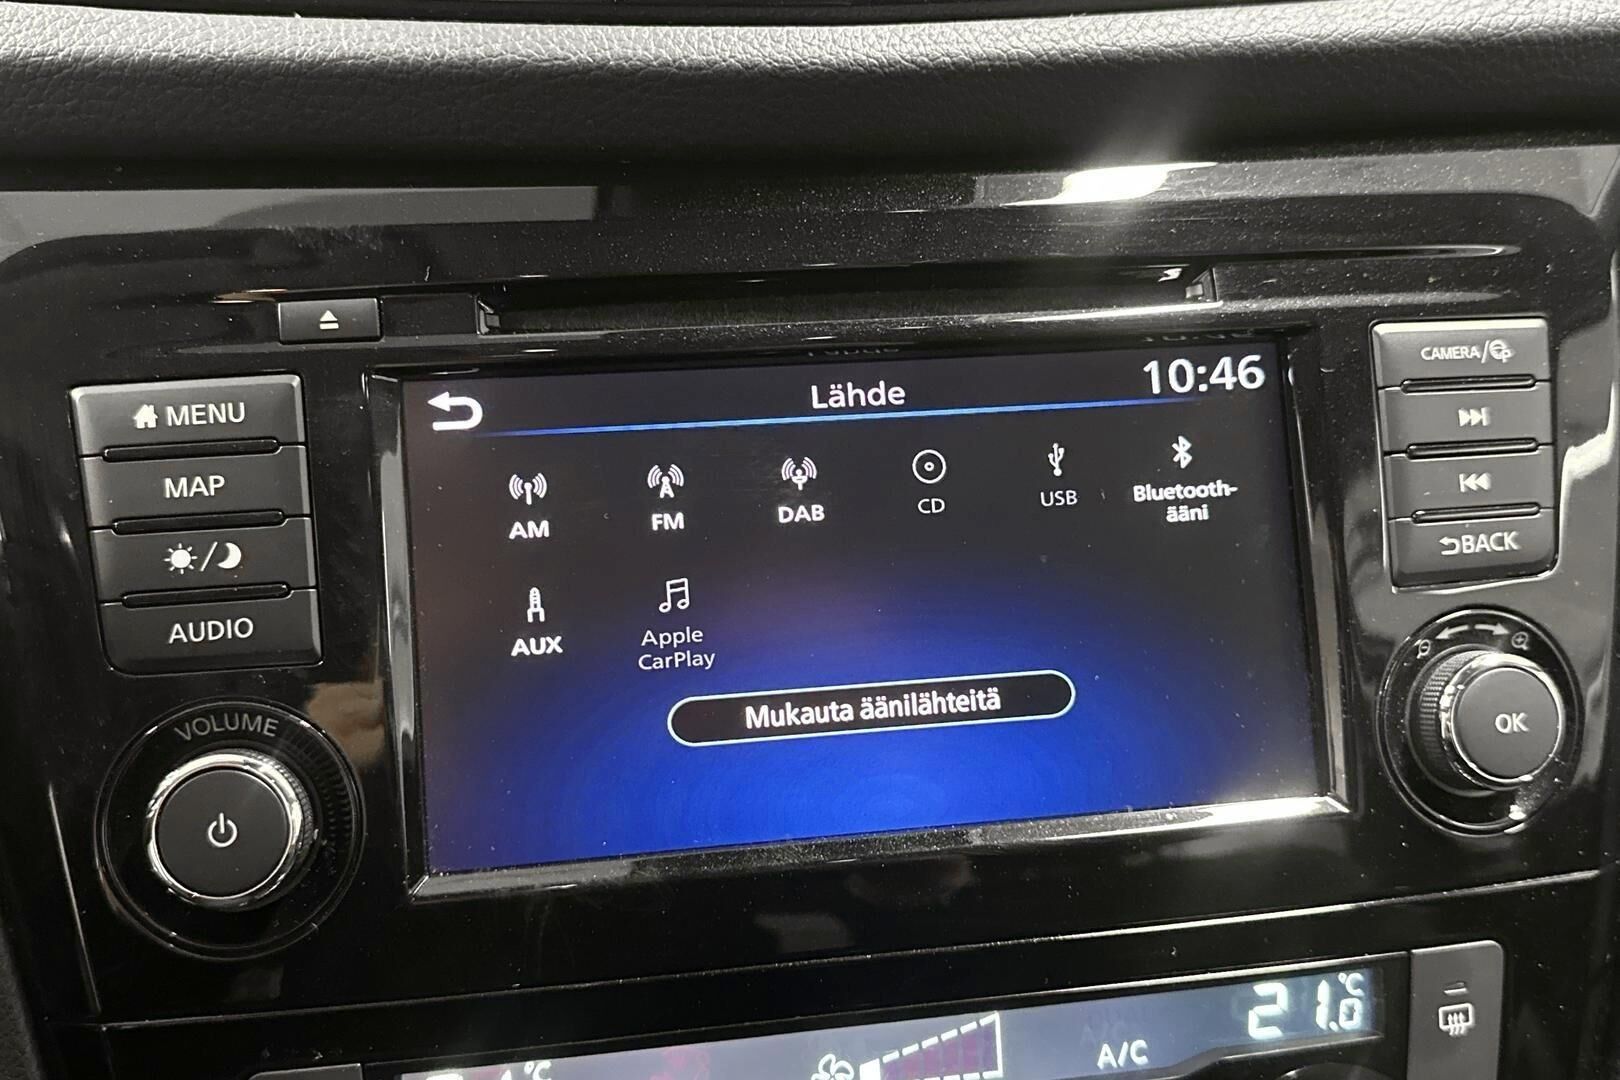 MENU
MAP
AUDIO
VOLUME
Lähde
10:46
AM
FM
DAB
CD
USB
Bluetooth-
ääni
AUX
Apple
CarPlay
Mukauta äänilähteitä
CAMERA/
BACK
OK
°C
A/C
21.0 °C